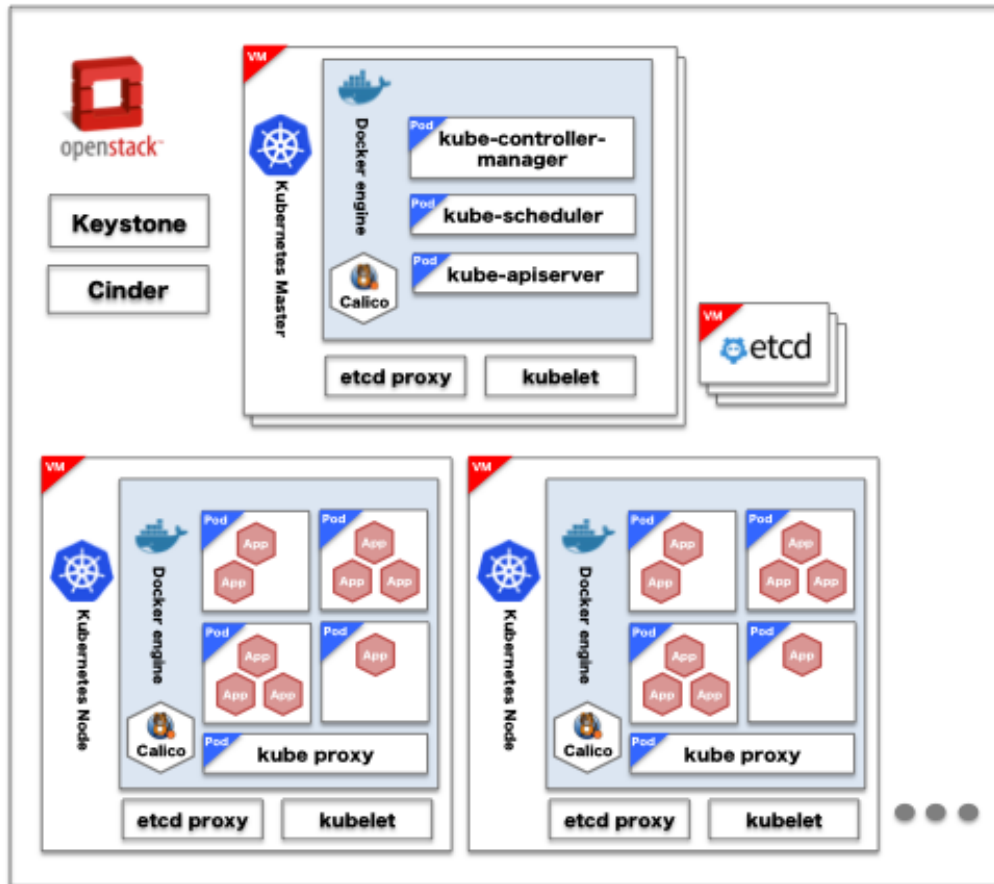 openstack™
Keystone
Cinder
VM
Kubernetes Master
Docker engine
Calico
Pod
kube-controller-
manager
Pod
kube-scheduler
Pod
kube-apiserver
etcd proxy
kubelet
VM
etcd
VM
Kubernetes Node
Docker engine
Calico
Pod
App
App
Pod
App
App
App
Pod
App
App
App
Pod
App
Pod
kube proxy
etcd proxy
kubelet
VM
Kubernetes Node
Docker engine
Calico
Pod
App
App
Pod
App
App
App
Pod
App
App
App
Pod
App
Pod
kube proxy
etcd proxy
kubelet